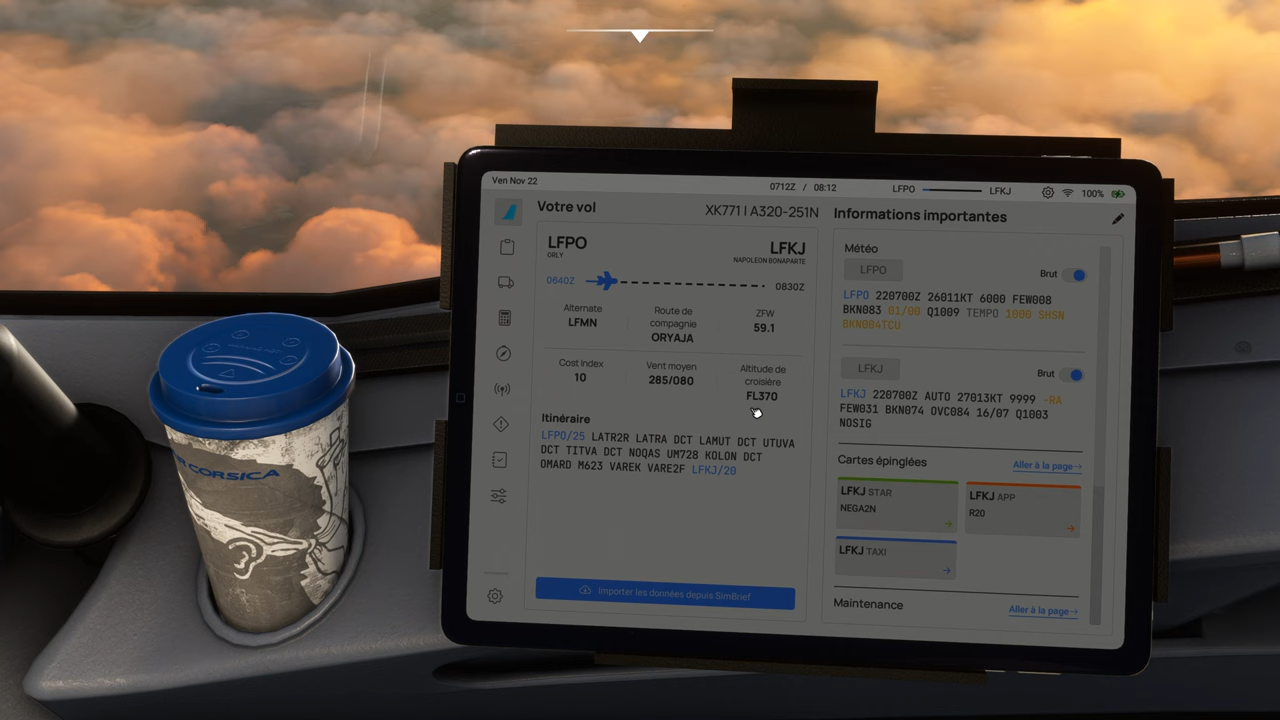 Ven Nov 22
0712Z / 08:12
LFPO
LFKJ
100%
Votre vol
XK771 | A320-251N
LFPO
ORLY
LFKJ
NAPOLEON BONAPARTE
0640Z
0830Z
Alternate
LFMN
Route de
compagnie
ORYAJA
ZFW
59.1
Cost Index
10
Vent moyen
285/080
Altitude de
croisière
FL370
Itinéraire
LFPO/25 LATR2R LATRA DCT LAMUT DCT UTUVA
DCT TITVA DCT NOQAS UM728 KOLON DCT
OMARD M623 VAREK VARE2F LFKJ/20
Importer les données depuis SimBrief
Informations importantes
Météo
LFPO
Brut
LFPO 220700Z 26011KT 6000 FEW008
BKN083 01/00 Q1009 TEMPO 1000 SHSN
BKN004TCU
LFKJ
Brut
LFKJ 220700Z AUTO 27013KT 9999 -RA
FEW031 BKN074 OVC084 16/07 Q1003
NOSIG
Cartes épinglées
Aller à la page→
LFKJ STAR
NEGA2N
→
LFKJ APP
R20
→
LFKJ TAXI
→
Maintenance
Aller à la page→
CORSICA